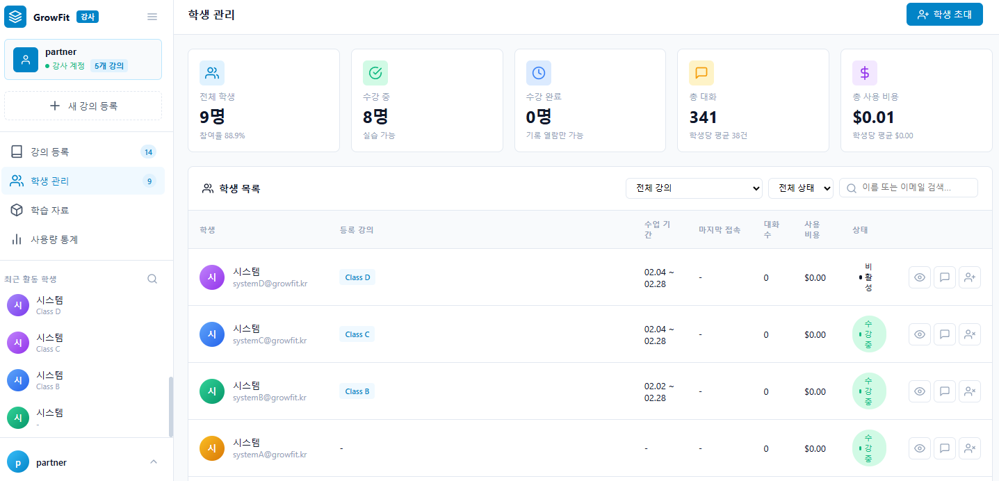 GrowFit 강사
partner
강사 계정 5개 강의
새 강의 등록
강의 등록 14
학생 관리 9
학습 자료
사용량 통계
최근 활동 학생
시 시스템
Class D
시 시스템
Class C
시 시스템
Class B
시 시스템
-
p partner
학생 관리
학생 초대
전체 학생
9명
참여율 88.9%
수강 중
8명
실습 가능
수강 완료
0명
기록 열람만 가능
총 대화
341
학생당 평균 38건
총 사용 비용
$0.01
학생당 평균 $0.00
학생 목록
전체 강의
전체 상태
이름 또는 이메일 검색...
학생
등록 강의
수업 기
간
마지막 접속
대화
수
사용
비용
상태
시 시스템
systemD@growfit.kr
Class D
02.04 ~
02.28
-
0
$0.00
비
활
성
시 시스템
systemC@growfit.kr
Class C
02.04 ~
02.28
-
0
$0.00
수
강
중
시 시스템
systemB@growfit.kr
Class B
02.02 ~
02.28
-
0
$0.00
수
강
중
시 시스템
systemA@growfit.kr
-
-
-
0
$0.00
수
강
중